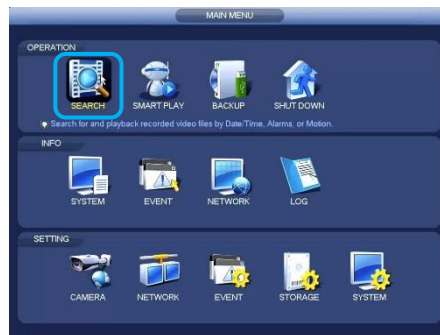 MAIN MENU
OPERATION
SEARCH SMART PLAY BACKUP SHUT DOWN
Search for and playback recorded video files by Date/Time, Alarms, or Motion.
INFO
SYSTEM EVENT NETWORK LOG
SETTING
CAMERA NETWORK EVENT STORAGE SYSTEM